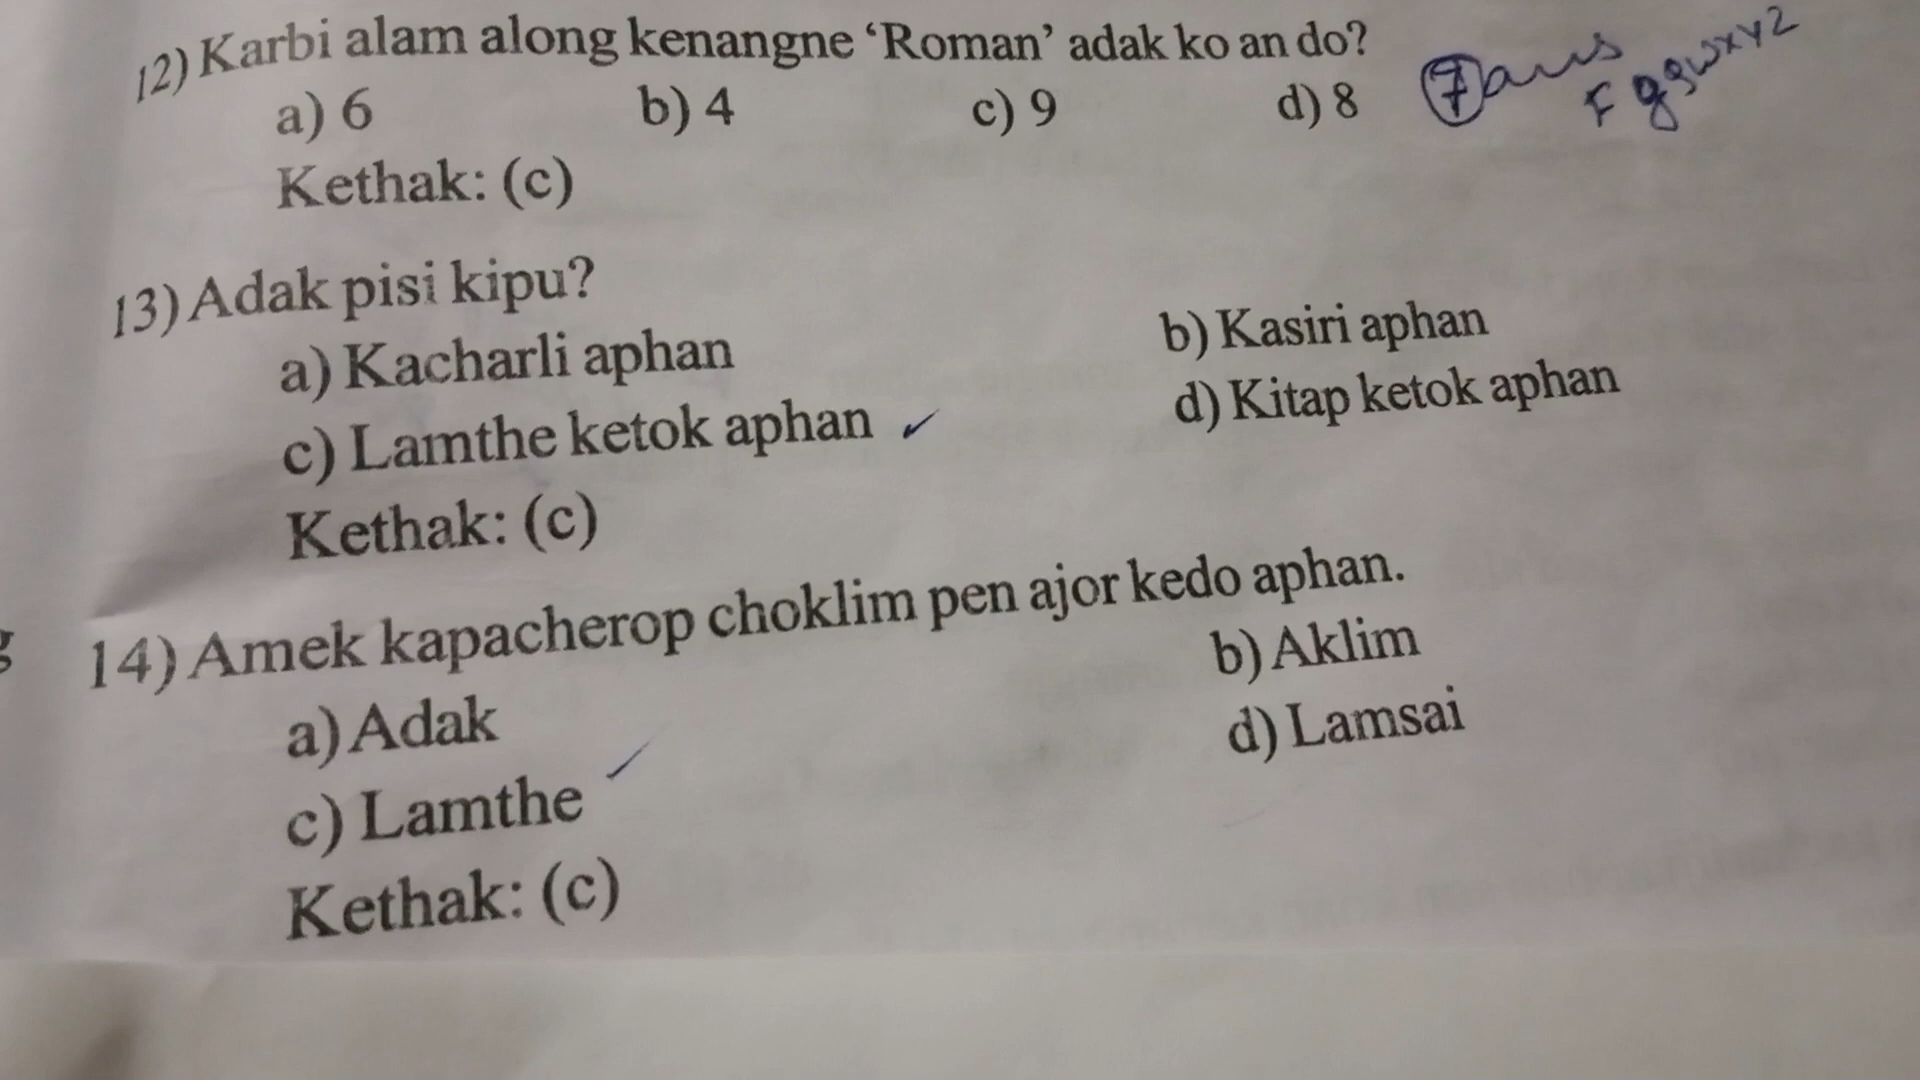 12) Karbi alam along kenangne ‘Roman’ adak ko an do?
a) 6 b) 4 c) 9 d) 8
7 ans
F q g w x y z
Kethak: (c)
13) Adak pisi kipu?
a) Kacharli aphan b) Kasiri aphan
c) Lamthe ketok aphan ✓ d) Kitap ketok aphan
Kethak: (c)
14) Amek kapacherop choklim pen ajor kedo aphan.
a) Adak b) Aklim
c) Lamthe d) Lamsai
Kethak: (c)